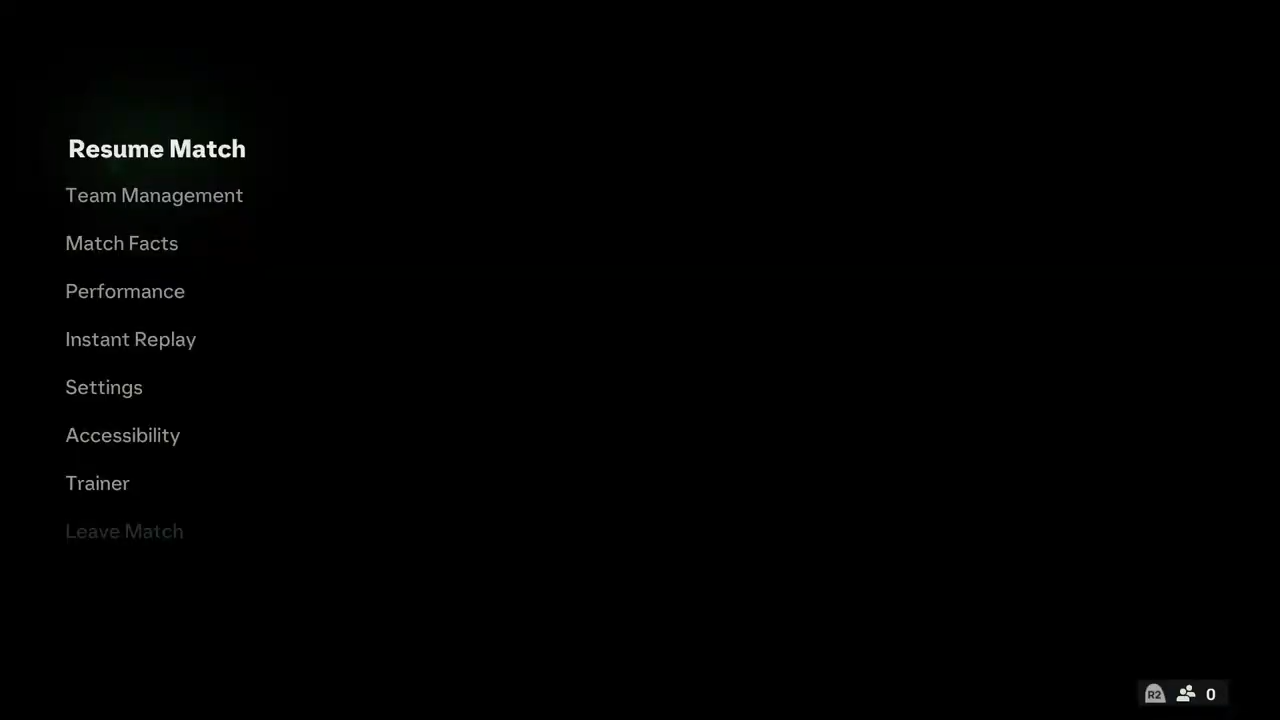 Resume Match
Team Management
Match Facts
Performance
Instant Replay
Settings
Accessibility
Trainer
Leave Match
R2 0